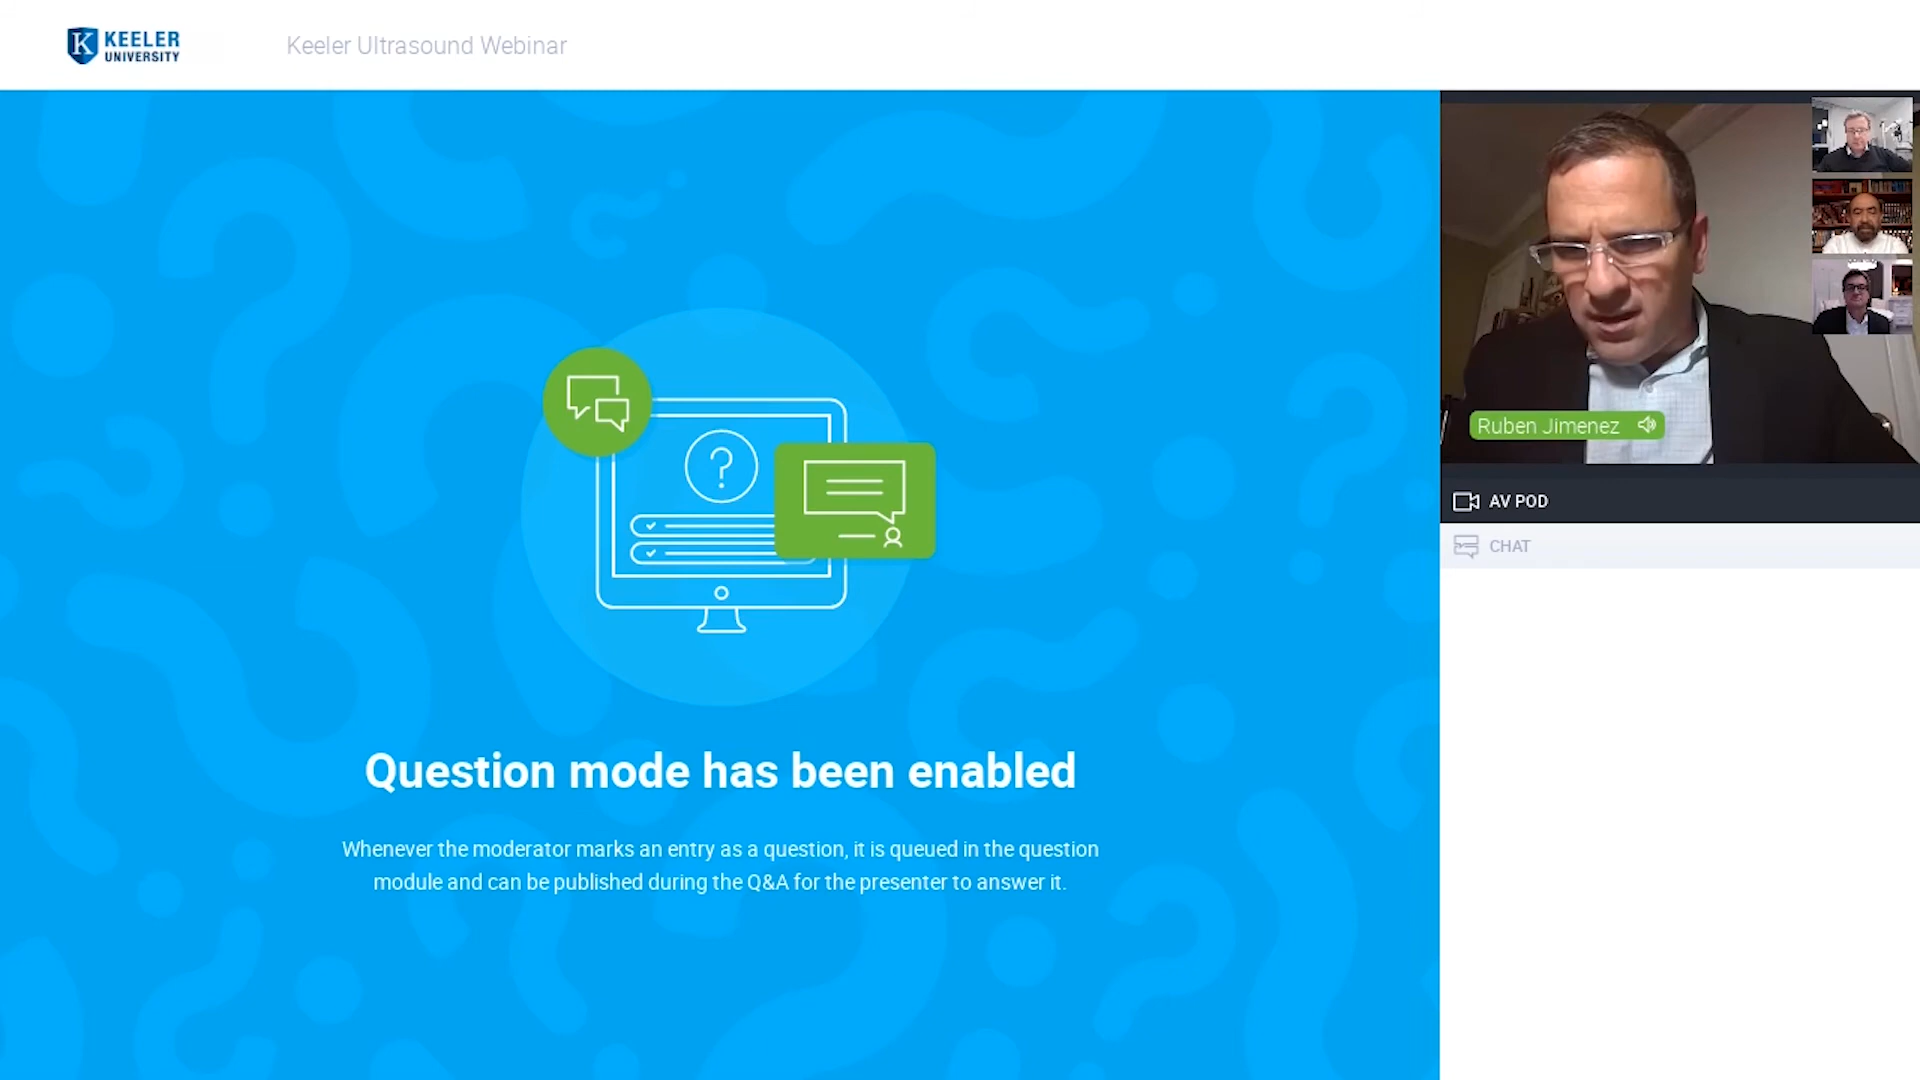 KEELER
UNIVERSITY
Keeler Ultrasound Webinar
Ruben Jimenez
AV POD
CHAT
?
Question mode has been enabled
Whenever the moderator marks an entry as a question, it is queued in the question
module and can be published during the Q&A for the presenter to answer it.